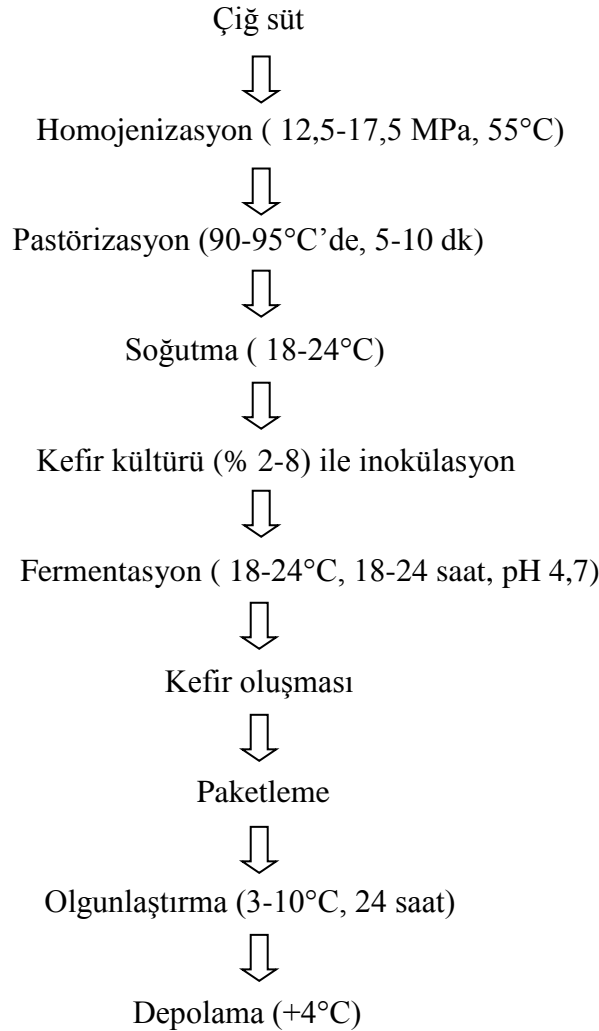 Çiğ süt
Homojenizasyon ( 12,5-17,5 MPa, 55°C)
Pastörizasyon (90-95°C’de, 5-10 dk)
Soğutma ( 18-24°C)
Kefir kültürü (% 2-8) ile inokülasyon
Fermentasyon ( 18-24°C, 18-24 saat, pH 4,7)
Kefir oluşması
Paketleme
Olgunlaştırma (3-10°C, 24 saat)
Depolama (+4°C)